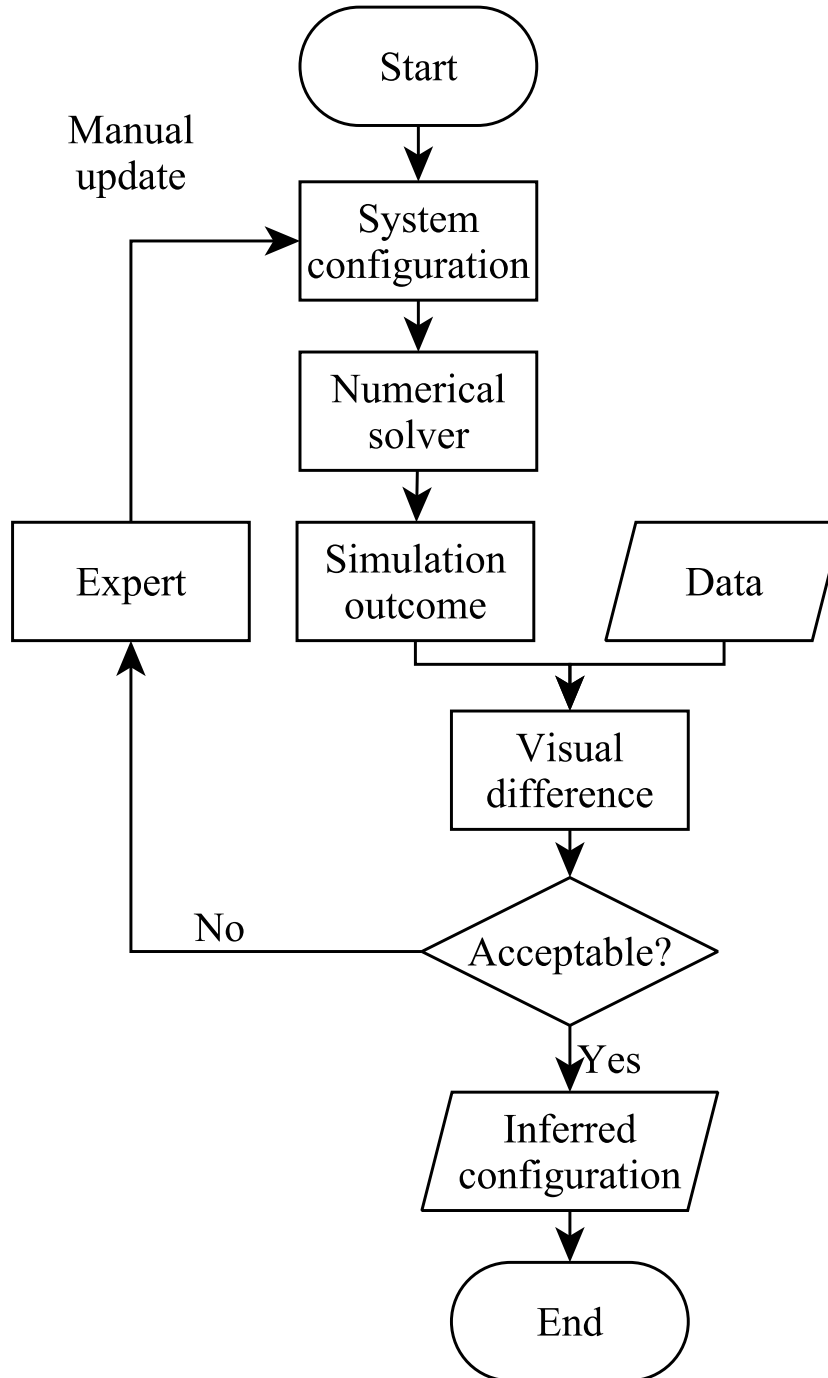 Start
Manual
update
System
configuration
Numerical
solver
Expert
Simulation
outcome
Data
Visual
difference
No
Acceptable?
Yes
Inferred
configuration
End